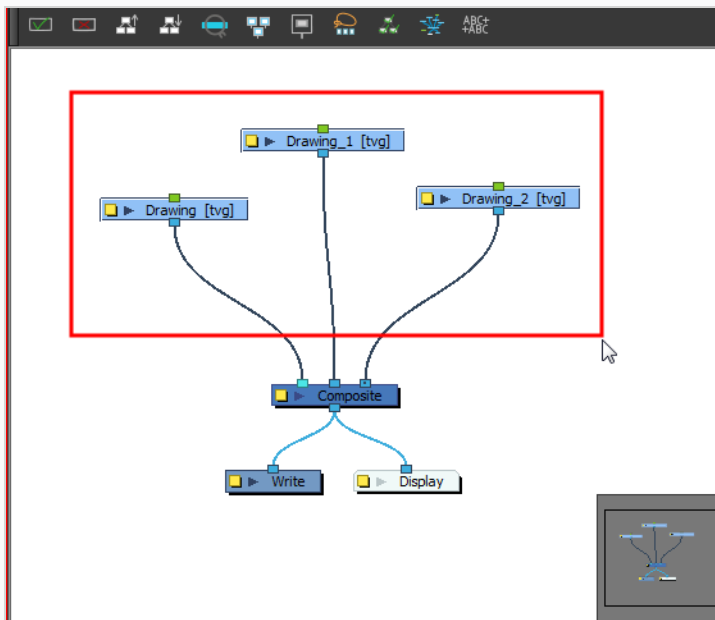 ABC+
+ABC
Drawing_1 [tvg]
Drawing [tvg]
Drawing_2 [tvg]
Composite
Write
Display